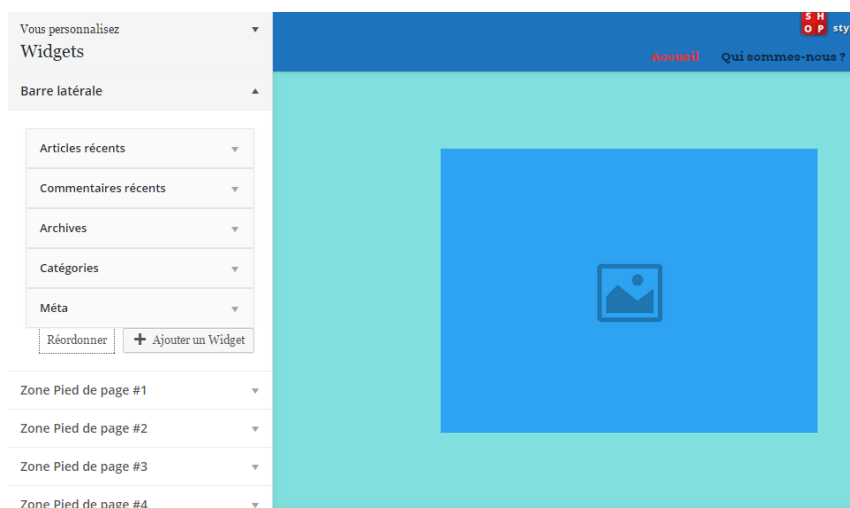 Vous personnalisez
Widgets
Barre latérale
Articles récents
Commentaires récents
Archives
Catégories
Méta
Réordonner
Ajouter un Widget
Zone Pied de page #1
Zone Pied de page #2
Zone Pied de page #3
Zone Pied de page #4
S H
O P sty
Accueil Qui sommes-nous ?